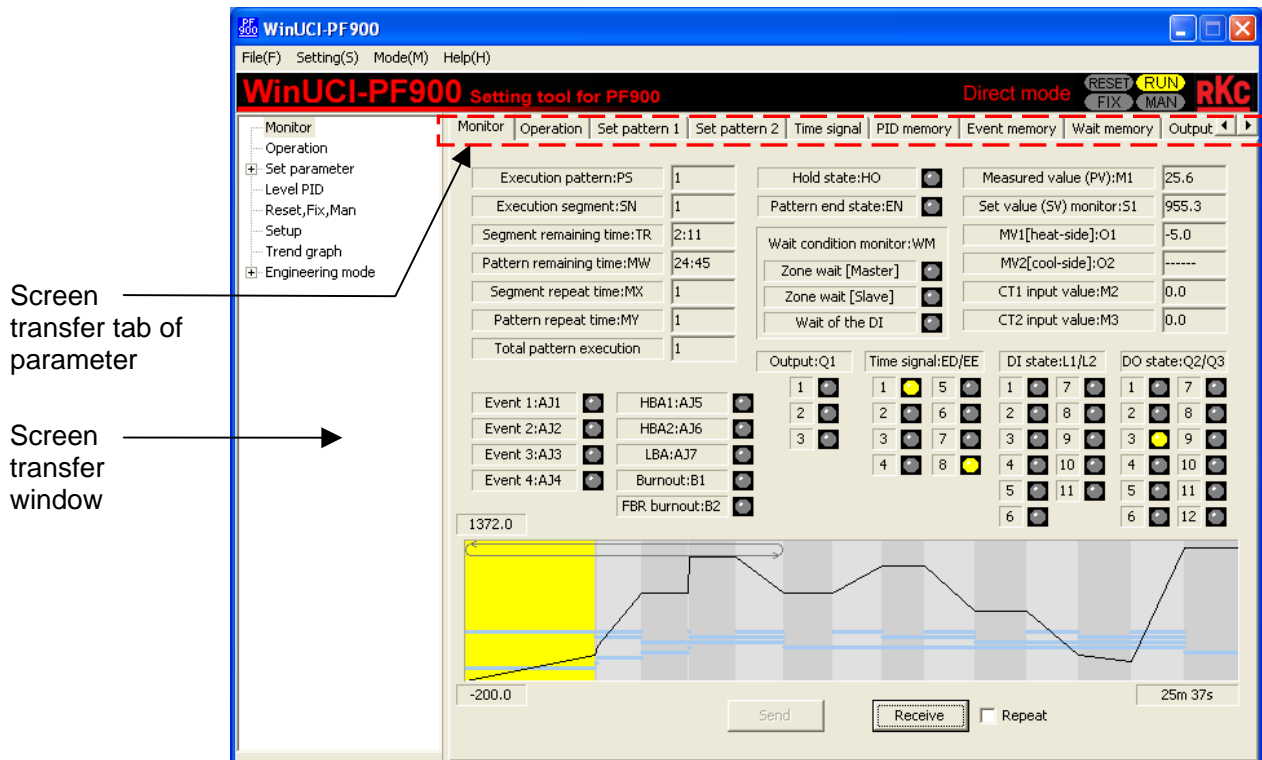 PF
900
WinUCI-PF900
File(F) Setting(S) Mode(M) Help(H)
WinUCI-PF900 Setting tool for PF900
Direct mode
RESET RUN
FIX MAN
RKC
Monitor
Operation
Set parameter
Level PID
Reset,Fix,Man
Setup
Trend graph
Engineering mode
Screen
transfer tab of
parameter
Screen
transfer
window
Monitor Operation Set pattern 1 Set pattern 2 Time signal PID memory Event memory Wait memory Output
Execution pattern:PS 1
Execution segment:SN 1
Segment remaining time:TR 2:11
Pattern remaining time:MW 24:45
Segment repeat time:MX 1
Pattern repeat time:MY 1
Total pattern execution 1
Hold state:HO
Pattern end state:EN
Wait condition monitor:WM
Zone wait [Master]
Zone wait [Slave]
Wait of the DI
Measured value (PV):M1 25.6
Set value (SV) monitor:S1 955.3
MV1[heat-side]:O1 -5.0
MV2[cool-side]:O2 ------
CT1 input value:M2 0.0
CT2 input value:M3 0.0
Event 1:AJ1
Event 2:AJ2
Event 3:AJ3
Event 4:AJ4
HBA1:AJ5
HBA2:AJ6
LBA:AJ7
Burnout:B1
FBR burnout:B2
Output:Q1
1
2
3
Time signal:ED/EE
1 5
2 6
3 7
4 8
DI state:L1/L2
1 7
2 8
3 9
4 10
5 11
6
DO state:Q2/Q3
1 7
2 8
3 9
4 10
5 11
6 12
1372.0
-200.0
25m 37s
Send Receive Repeat